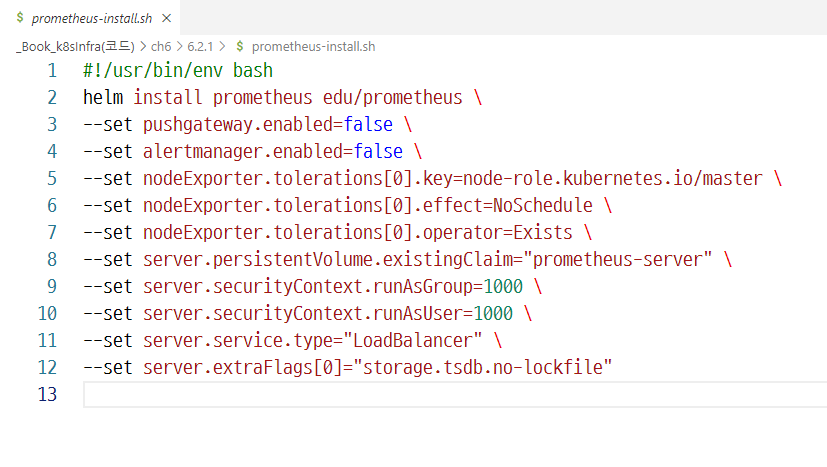 $ prometheus-install.sh ×
_Book_k8sInfra(코드) > ch6 > 6.2.1 > $ prometheus-install.sh
1 #!/usr/bin/env bash
2 helm install prometheus edu/prometheus \
3 --set pushgateway.enabled=false \
4 --set alertmanager.enabled=false \
5 --set nodeExporter.tolerations[0].key=node-role.kubernetes.io/master \
6 --set nodeExporter.tolerations[0].effect=NoSchedule \
7 --set nodeExporter.tolerations[0].operator=Exists \
8 --set server.persistentVolume.existingClaim="prometheus-server" \
9 --set server.securityContext.runAsGroup=1000 \
10 --set server.securityContext.runAsUser=1000 \
11 --set server.service.type="LoadBalancer" \
12 --set server.extraFlags[0]="storage.tsdb.no-lockfile"
13